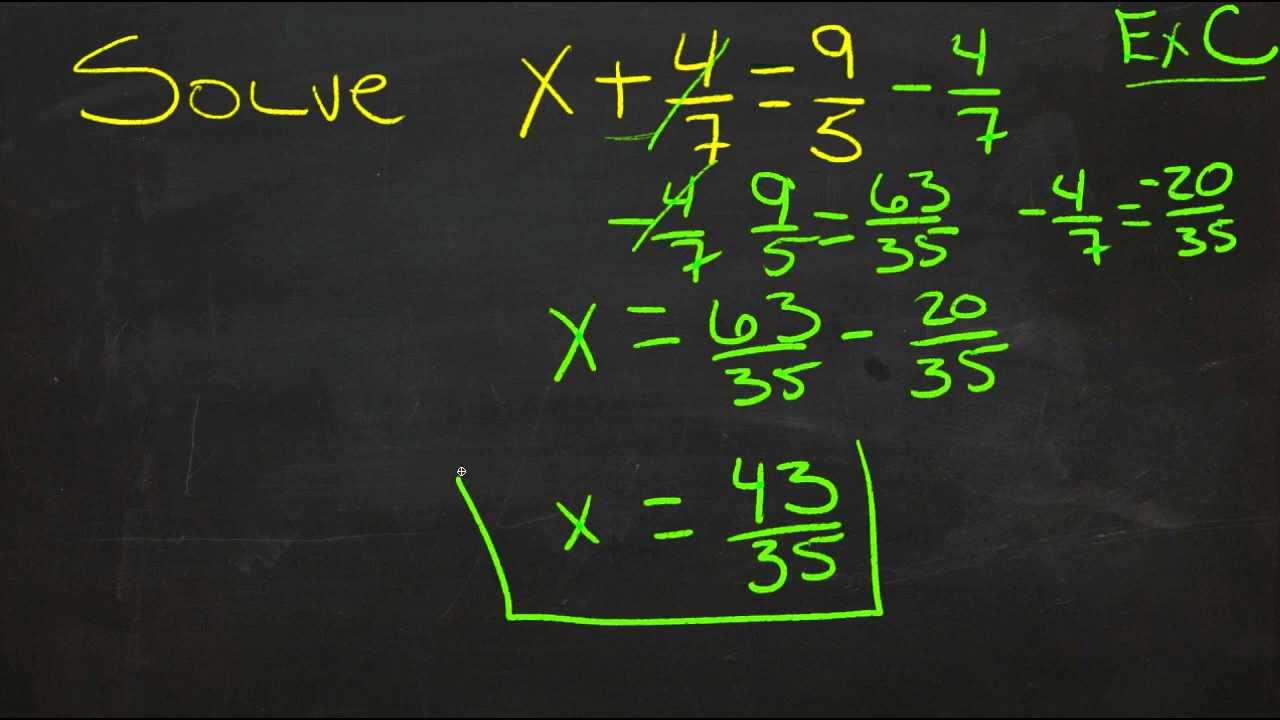 Solve x + 4/7 = 9/5 - 4/7 Ex C
- 4/7 9/5 = 63/35 - 4/7 = -20/35
x = 63/35 - 20/35
x = 43/35